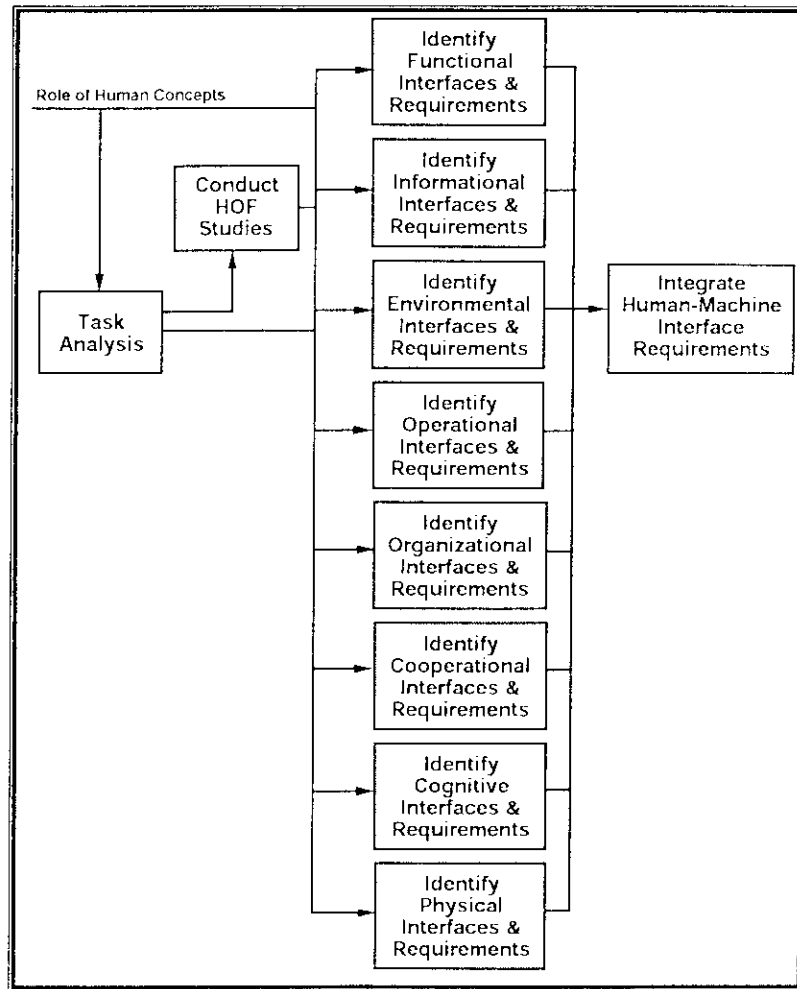 Role of Human Concepts
Task
Analysis
Conduct
HOF
Studies
Identify
Functional
Interfaces &
Requirements
Identify
Informational
Interfaces &
Requirements
Identify
Environmental
Interfaces &
Requirements
Identify
Operational
Interfaces &
Requirements
Identify
Organizational
Interfaces &
Requirements
Identify
Cooperational
Interfaces &
Requirements
Identify
Cognitive
Interfaces &
Requirements
Identify
Physical
Interfaces &
Requirements
Integrate
Human-Machine
Interface
Requirements